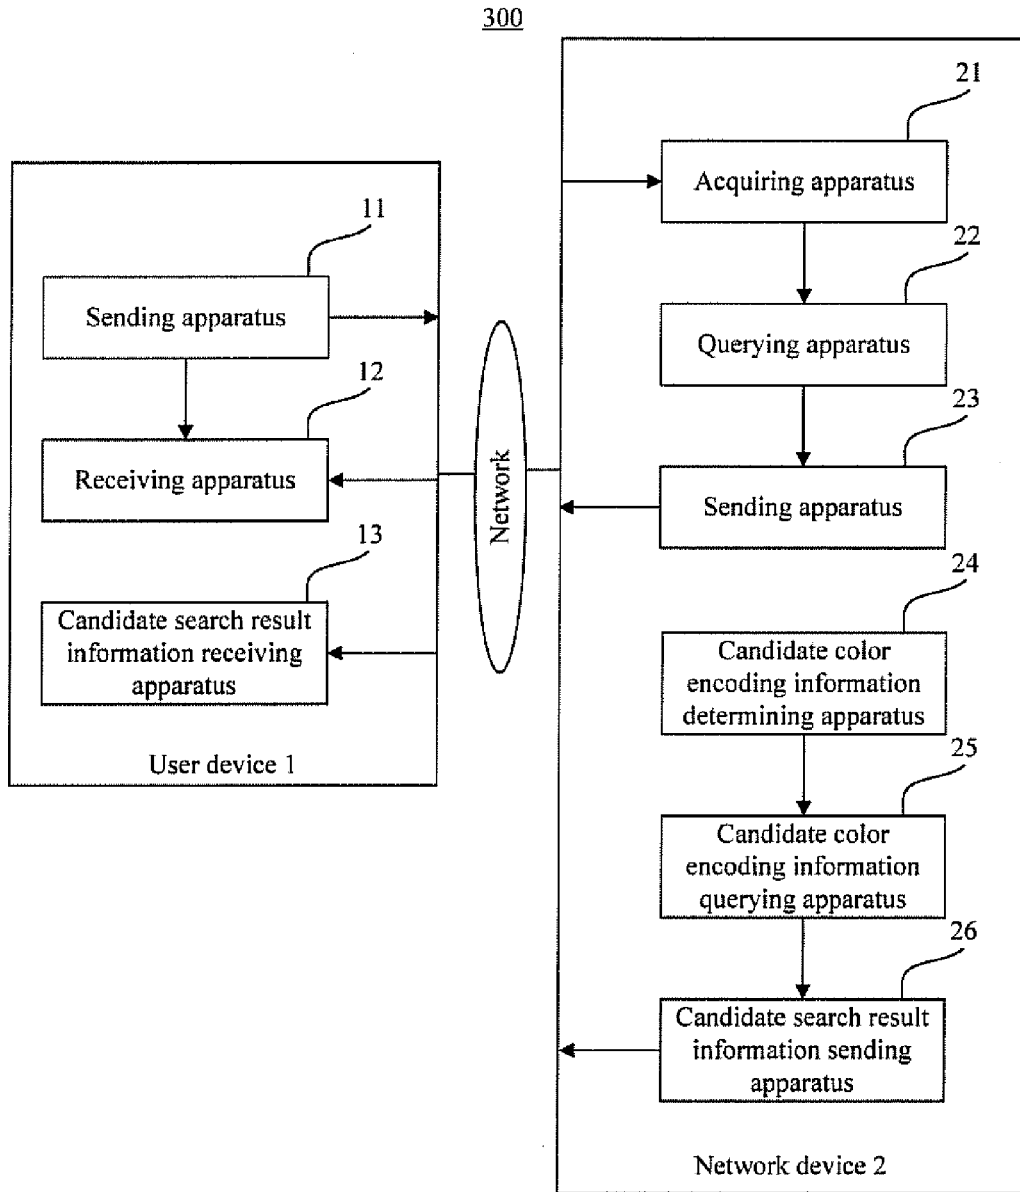 300
11
Sending apparatus
12
Receiving apparatus
13
Candidate search result
information receiving
apparatus
User device 1
Network
21
Acquiring apparatus
22
Querying apparatus
23
Sending apparatus
24
Candidate color
encoding information
determining apparatus
25
Candidate color
encoding information
querying apparatus
26
Candidate search result
information sending
apparatus
Network device 2